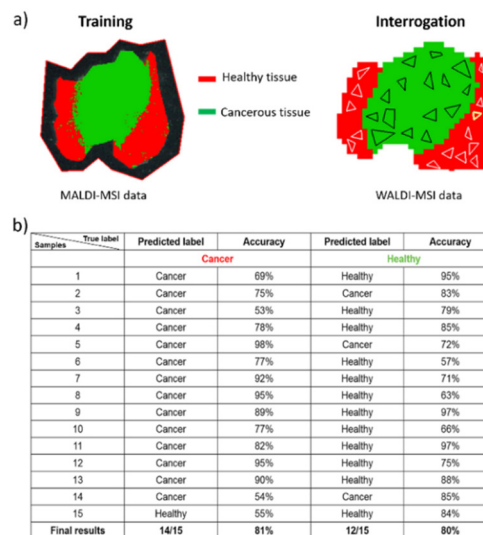 a)
Training
Interrogation
Healthy tissue
Cancerous tissue
MALDI-MSI data
WALDI-MSI data
b)
True label
Samples
Predicted label Accuracy Predicted label Accuracy
Cancer Healthy
1 Cancer 69% Healthy 95%
2 Cancer 75% Cancer 83%
3 Cancer 53% Healthy 79%
4 Cancer 78% Healthy 85%
5 Cancer 98% Cancer 72%
6 Cancer 77% Healthy 57%
7 Cancer 92% Healthy 71%
8 Cancer 95% Healthy 63%
9 Cancer 89% Healthy 97%
10 Cancer 77% Healthy 66%
11 Cancer 82% Healthy 97%
12 Cancer 95% Healthy 75%
13 Cancer 90% Healthy 88%
14 Cancer 54% Cancer 85%
15 Healthy 55% Healthy 84%
Final results 14/15 81% 12/15 80%